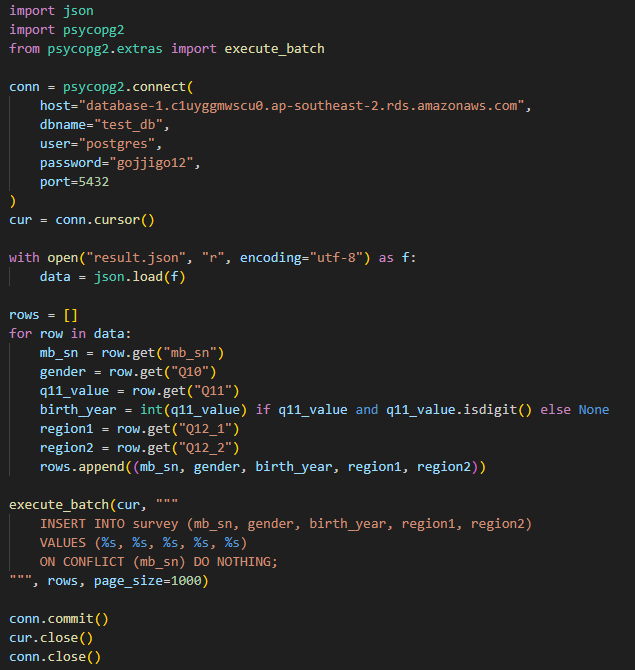 import json
import psycopg2
from psycopg2.extras import execute_batch

conn = psycopg2.connect(
    host="database-1.c1uyggmwscu0.ap-southeast-2.rds.amazonaws.com",
    dbname="test_db",
    user="postgres",
    password="gojjigo12",
    port=5432
)
cur = conn.cursor()

with open("result.json", "r", encoding="utf-8") as f:
    data = json.load(f)

rows = []
for row in data:
    mb_sn = row.get("mb_sn")
    gender = row.get("Q10")
    q11_value = row.get("Q11")
    birth_year = int(q11_value) if q11_value and q11_value.isdigit() else None
    region1 = row.get("Q12_1")
    region2 = row.get("Q12_2")
    rows.append((mb_sn, gender, birth_year, region1, region2))

execute_batch(cur, """
    INSERT INTO survey (mb_sn, gender, birth_year, region1, region2)
    VALUES (%s, %s, %s, %s, %s)
    ON CONFLICT (mb_sn) DO NOTHING;
""", rows, page_size=1000)

conn.commit()
cur.close()
conn.close()